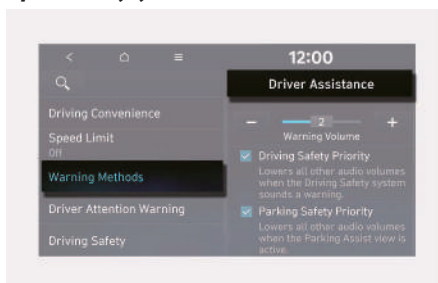 12:00
Driver Assistance
Driving Convenience
Speed Limit
Off
Warning Methods
Driver Attention Warning
Driving Safety
2
Warning Volume
Driving Safety Priority
Lowers all other audio volumes
when the Driving Safety system
sounds a warning.
Parking Safety Priority
Lowers all other audio volumes
when the Parking Assist view is
active.